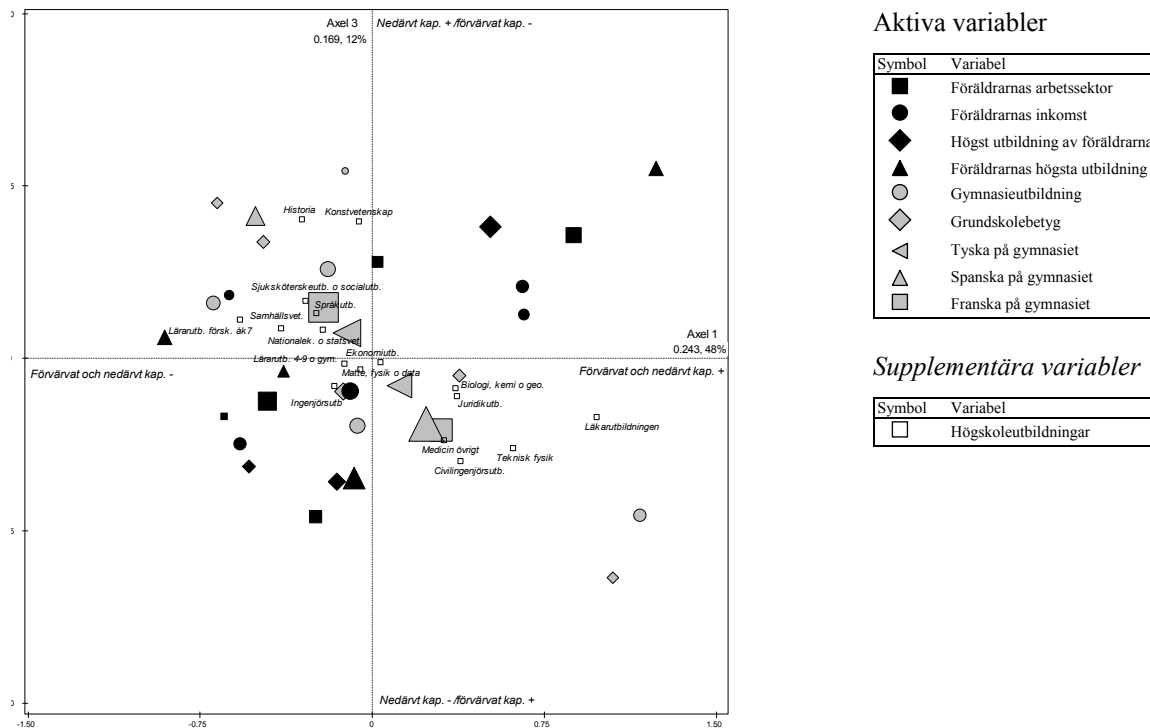 Axel 3
0.169, 12%
Nedärvt kap. + /förvärvat kap. -
Historia
Konstvetenskap
Sjuksköterskeutb. o socialutb.
Språkutb.
Samhällsvet.
Lärarutb. försk. åk7
Nationalek. o statsvet.
Axel 1
0.243, 48%
Lärarutb. 4-9 o gym.
Ekonomiutb.
Förvärvat och nedärvt kap. -
Matte, fysik o data
Förvärvat och nedärvt kap. +
Biologi, kemi o geo.
Ingenjörsutb
Juridikutb.
Läkarutbildningen
Medicin övrigt
Teknisk fysik
Civilingenjörsutb.
Nedärvt kap. - /förvärvat kap. +
-1.50
-0.75
0
0.75
1.50
Aktiva variabler
Symbol Variabel
Föräldrarnas arbetssektor
Föräldrarnas inkomst
Högst utbildning av föräldrarna
Föräldrarnas högsta utbildning
Gymnasieutbildning
Grundskolebetyg
Tyska på gymnasiet
Spanska på gymnasiet
Franska på gymnasiet
Supplementära variabler
Symbol Variabel
Högskoleutbildningar